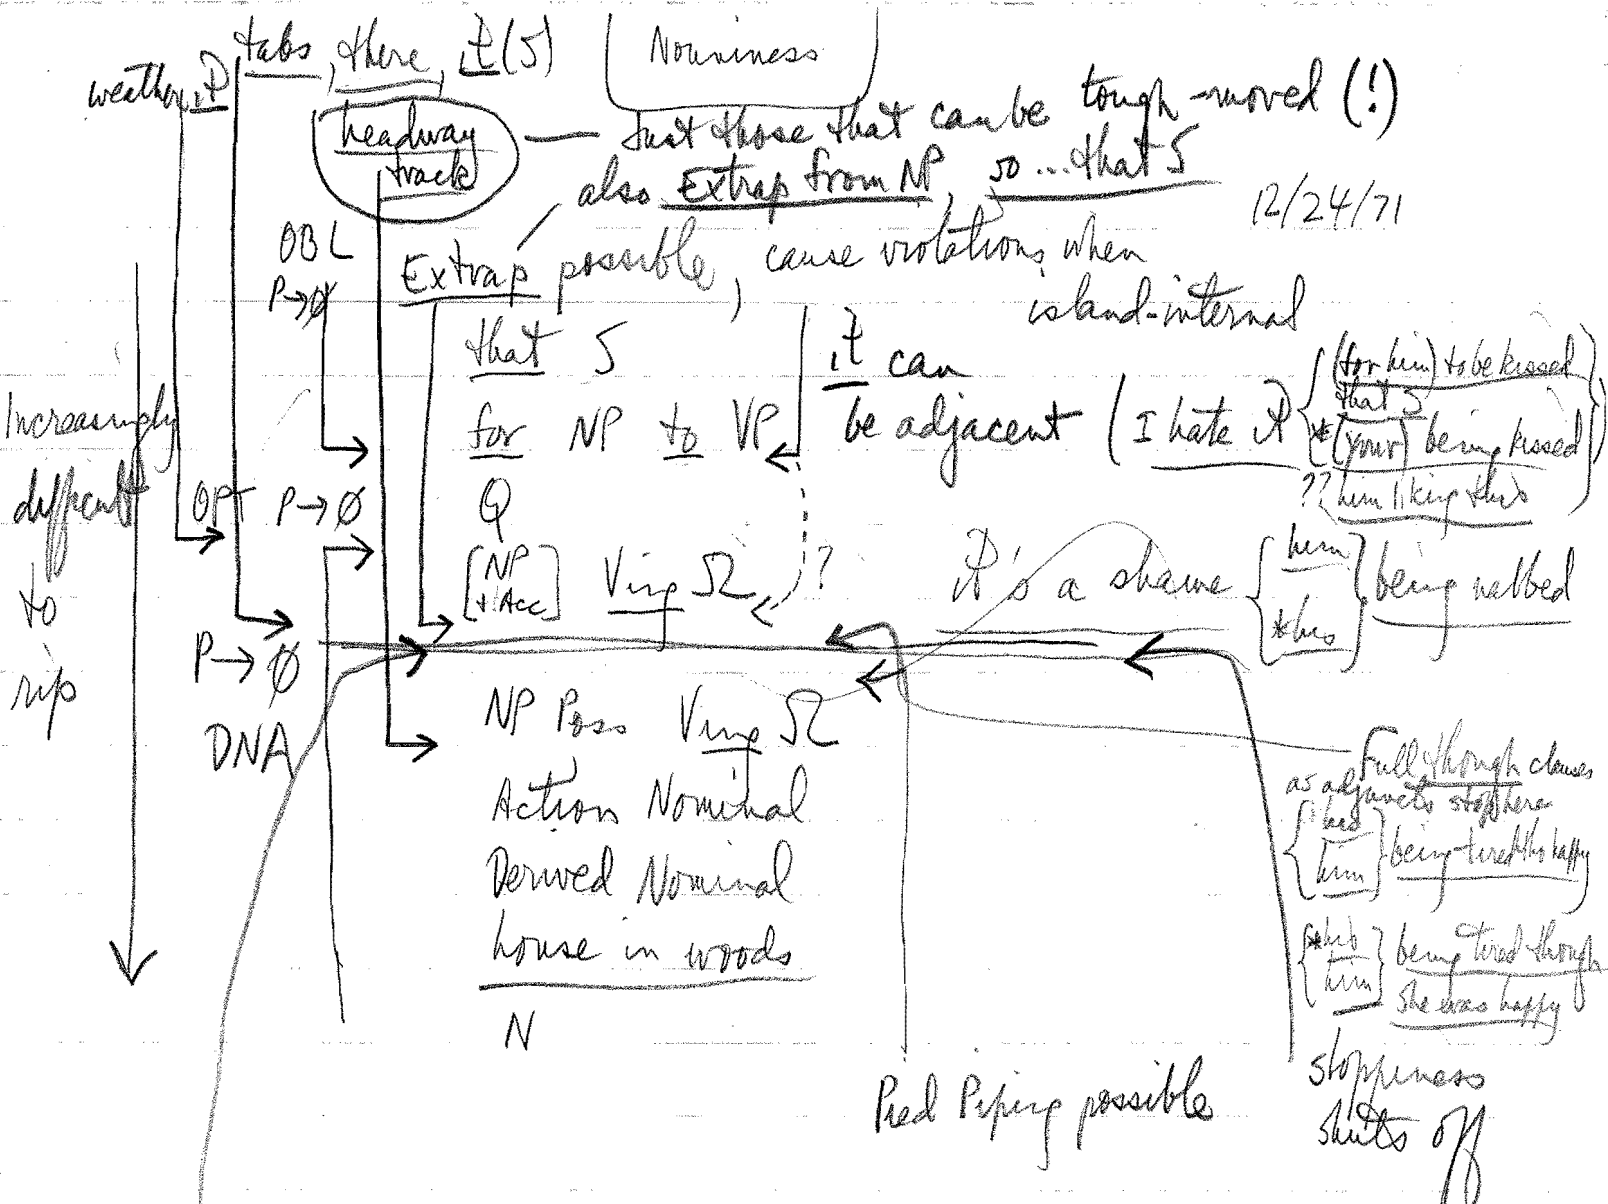 tabs, there, it (S)
Nouniness
weather it
headway
track
— Just those that can be tough-moved (!)
also Extrap from NP, so ... that S
12/24/71
OBL
P→∅
Extrap possible, cause violations when
island-internal
that S
it can
be adjacent (I hate it
(for him) to be kissed
that S
*(your) being kissed
?? him liking this
Increasingly
difficult
to
rip
for NP to VP
OPT P→∅
Q
[NP + Acc] Ving Ω
?
it's a shame
him
*his
being nabbed
P→∅
DNA
NP Poss Ving Ω
Action Nominal
Derived Nominal
house in woods
N
Full though clauses
as adjuncts stop here
his
him
being tired tho happy
*his
him
being tired though
she was happy
Pied Piping possible
sloppiness
shuts off